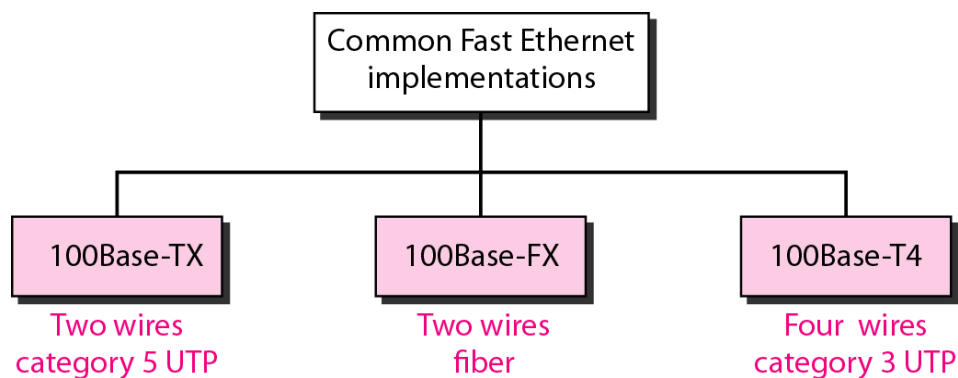 Common Fast Ethernet
implementations
100Base-TX
100Base-FX
100Base-T4
Two wires
category 5 UTP
Two wires
fiber
Four wires
category 3 UTP